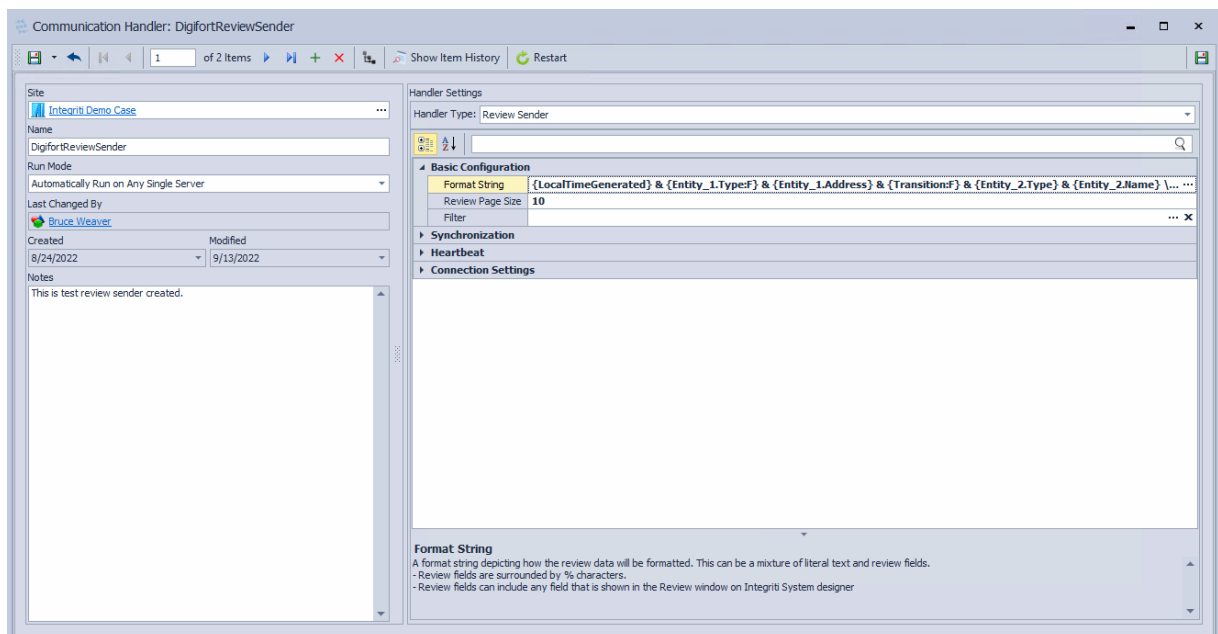 Communication Handler: DigifortReviewSender
1 of 2 Items Show Item History Restart
Site
Integriti Demo Case
Name
DigifortReviewSender
Run Mode
Automatically Run on Any Single Server
Last Changed By
Bruce Weaver
Created Modified
8/24/2022 9/13/2022
Notes
This is test review sender created.
Handler Settings
Handler Type: Review Sender
Basic Configuration
Format String {LocalTimeGenerated} & {Entity_1.Type:F} & {Entity_1.Address} & {Transition:F} & {Entity_2.Type} & {Entity_2.Name} \... ...
Review Page Size 10
Filter ...
Synchronization
Heartbeat
Connection Settings
Format String
A format string depicting how the review data will be formatted. This can be a mixture of literal text and review fields.
- Review fields are surrounded by % characters.
- Review fields can include any field that is shown in the Review window on Integriti System designer